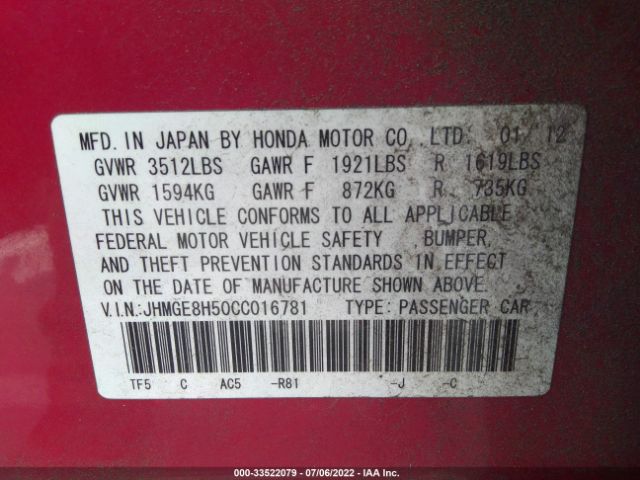 MFD. IN JAPAN BY HONDA MOTOR CO., LTD. 01/12
GVWR 3512LBS GAWR F 1921LBS R 1619LBS
GVWR 1594KG GAWR F 872KG R 735KG
THIS VEHICLE CONFORMS TO ALL APPLICABLE
FEDERAL MOTOR VEHICLE SAFETY , BUMPER,
AND THEFT PREVENTION STANDARDS IN EFFECT
ON THE DATE OF MANUFACTURE SHOWN ABOVE.
V.I.N.:JHMGE8H50CC016781 TYPE: PASSENGER CAR
TF5 C AC5 -R81 -J -C
000-33522079 - 07/06/2022 - IAA Inc.